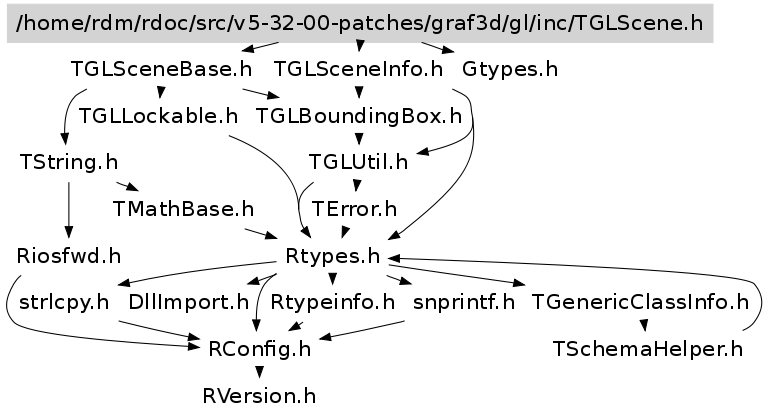 /home/rdm/rdoc/src/v5-32-00-patches/graf3d/gl/inc/TGLScene.h
TGLSceneBase.h TGLSceneInfo.h Gtypes.h
TGLLockable.h TGLBoundingBox.h
TString.h TGLUtil.h
TMathBase.h TError.h
Riosfwd.h Rtypes.h
strlcpy.h DllImport.h Rtypeinfo.h snprintf.h TGenericClassInfo.h
RConfig.h TSchemaHelper.h
RVersion.h